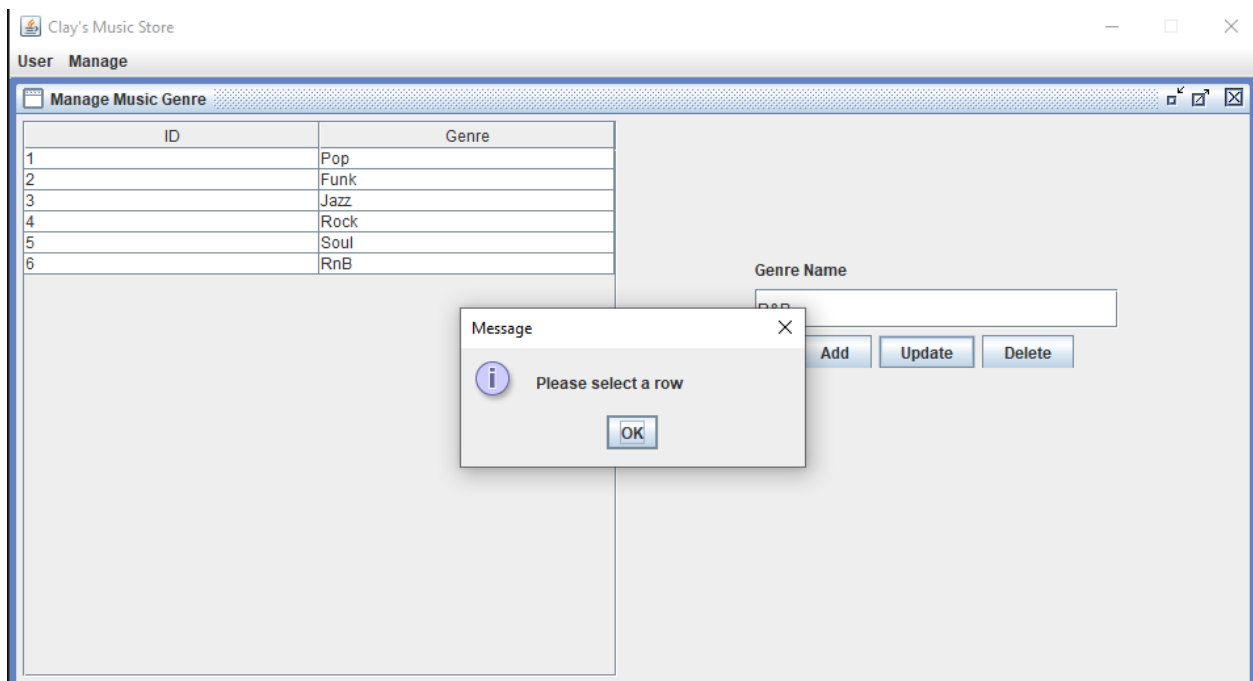 Clay's Music Store
User Manage
Manage Music Genre
ID Genre
1 Pop
2 Funk
3 Jazz
4 Rock
5 Soul
6 RnB
Genre Name
Add Update Delete
Message
i
Please select a row
OK